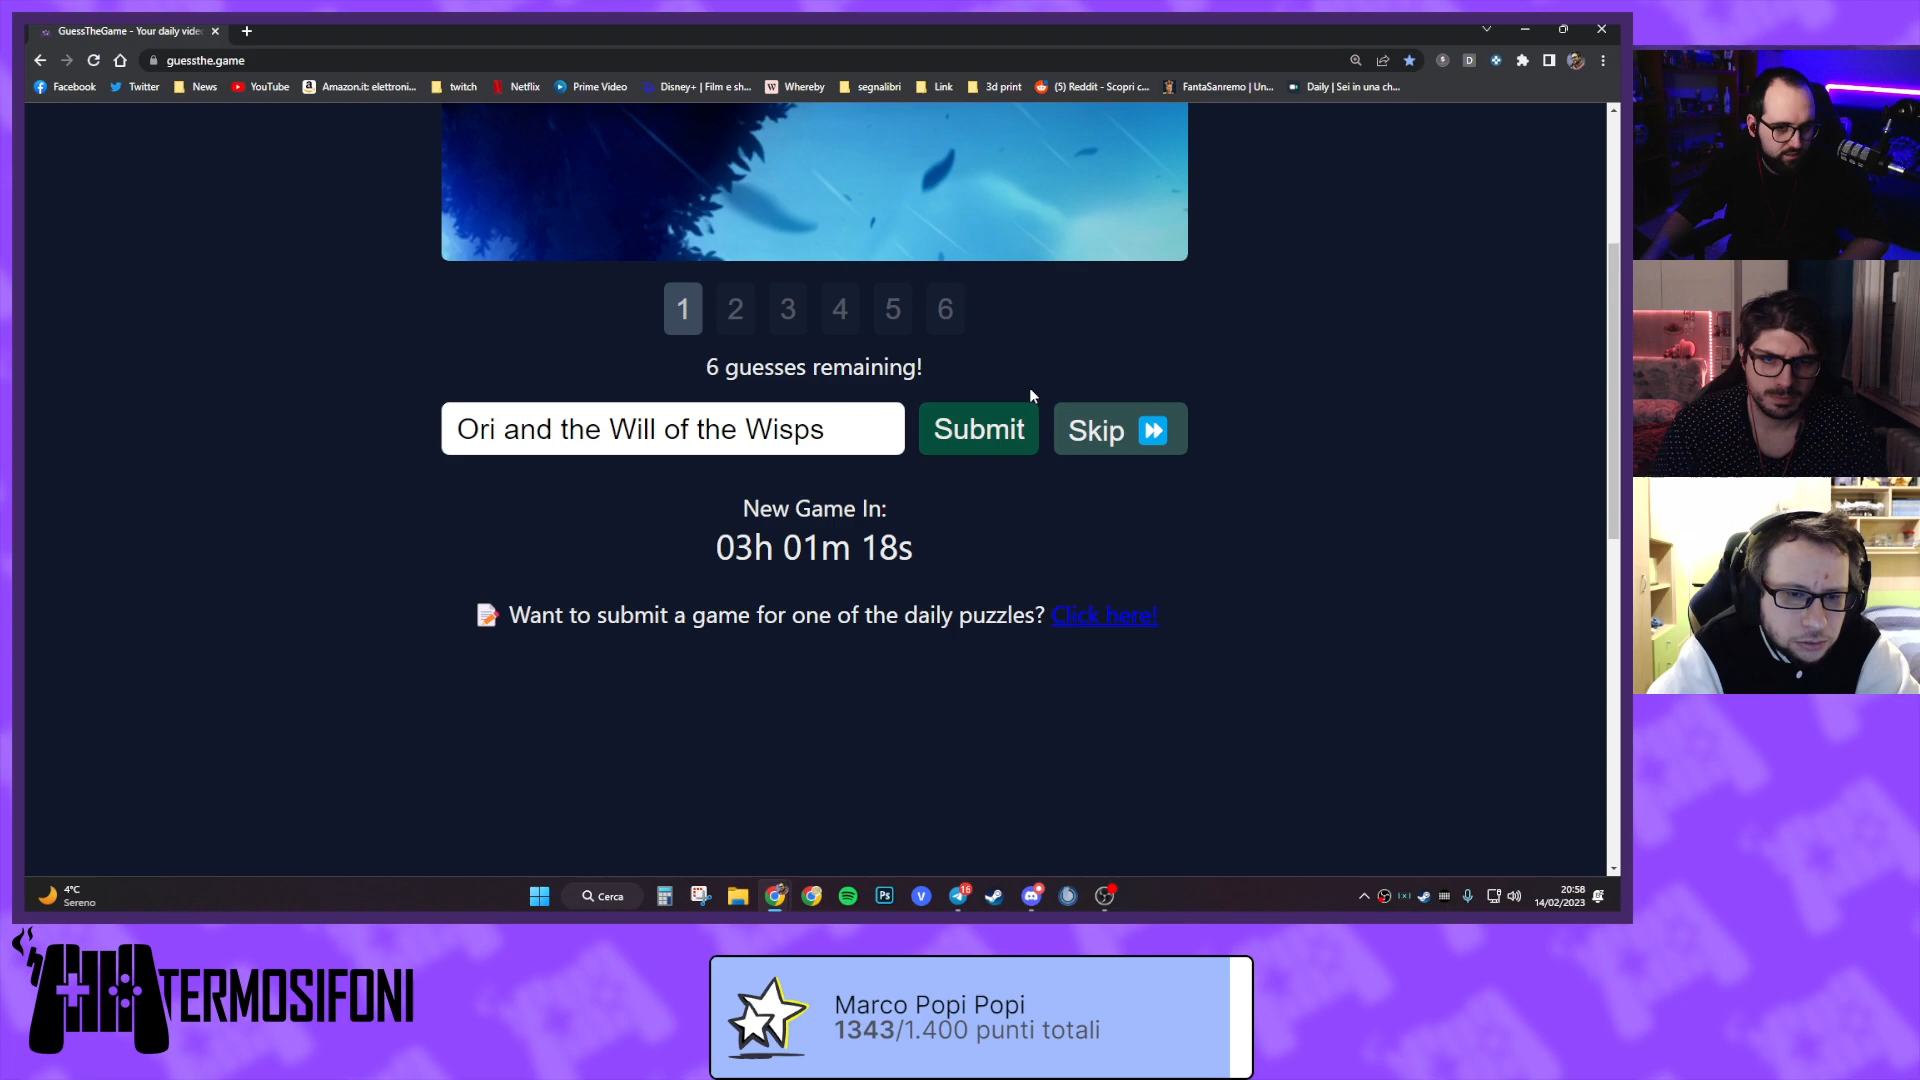 GuessTheGame - Your daily vide
guessthe.game
Facebook Twitter News YouTube Amazon.it: elettroni... twitch Netflix Prime Video Disney+ | Film e sh... Whereby segnalibri Link 3d print (5) Reddit - Scopri c... FantaSanremo | Un... Daily | Sei in una ch...
1 2 3 4 5 6
6 guesses remaining!
Ori and the Will of the Wisps Submit Skip
New Game In:
03h 01m 18s
Want to submit a game for one of the daily puzzles? Click here!
4°C
Sereno
Cerca
16
20:58
14/02/2023
TERMOSIFONI
Marco Popi Popi
1343/1.400 punti totali